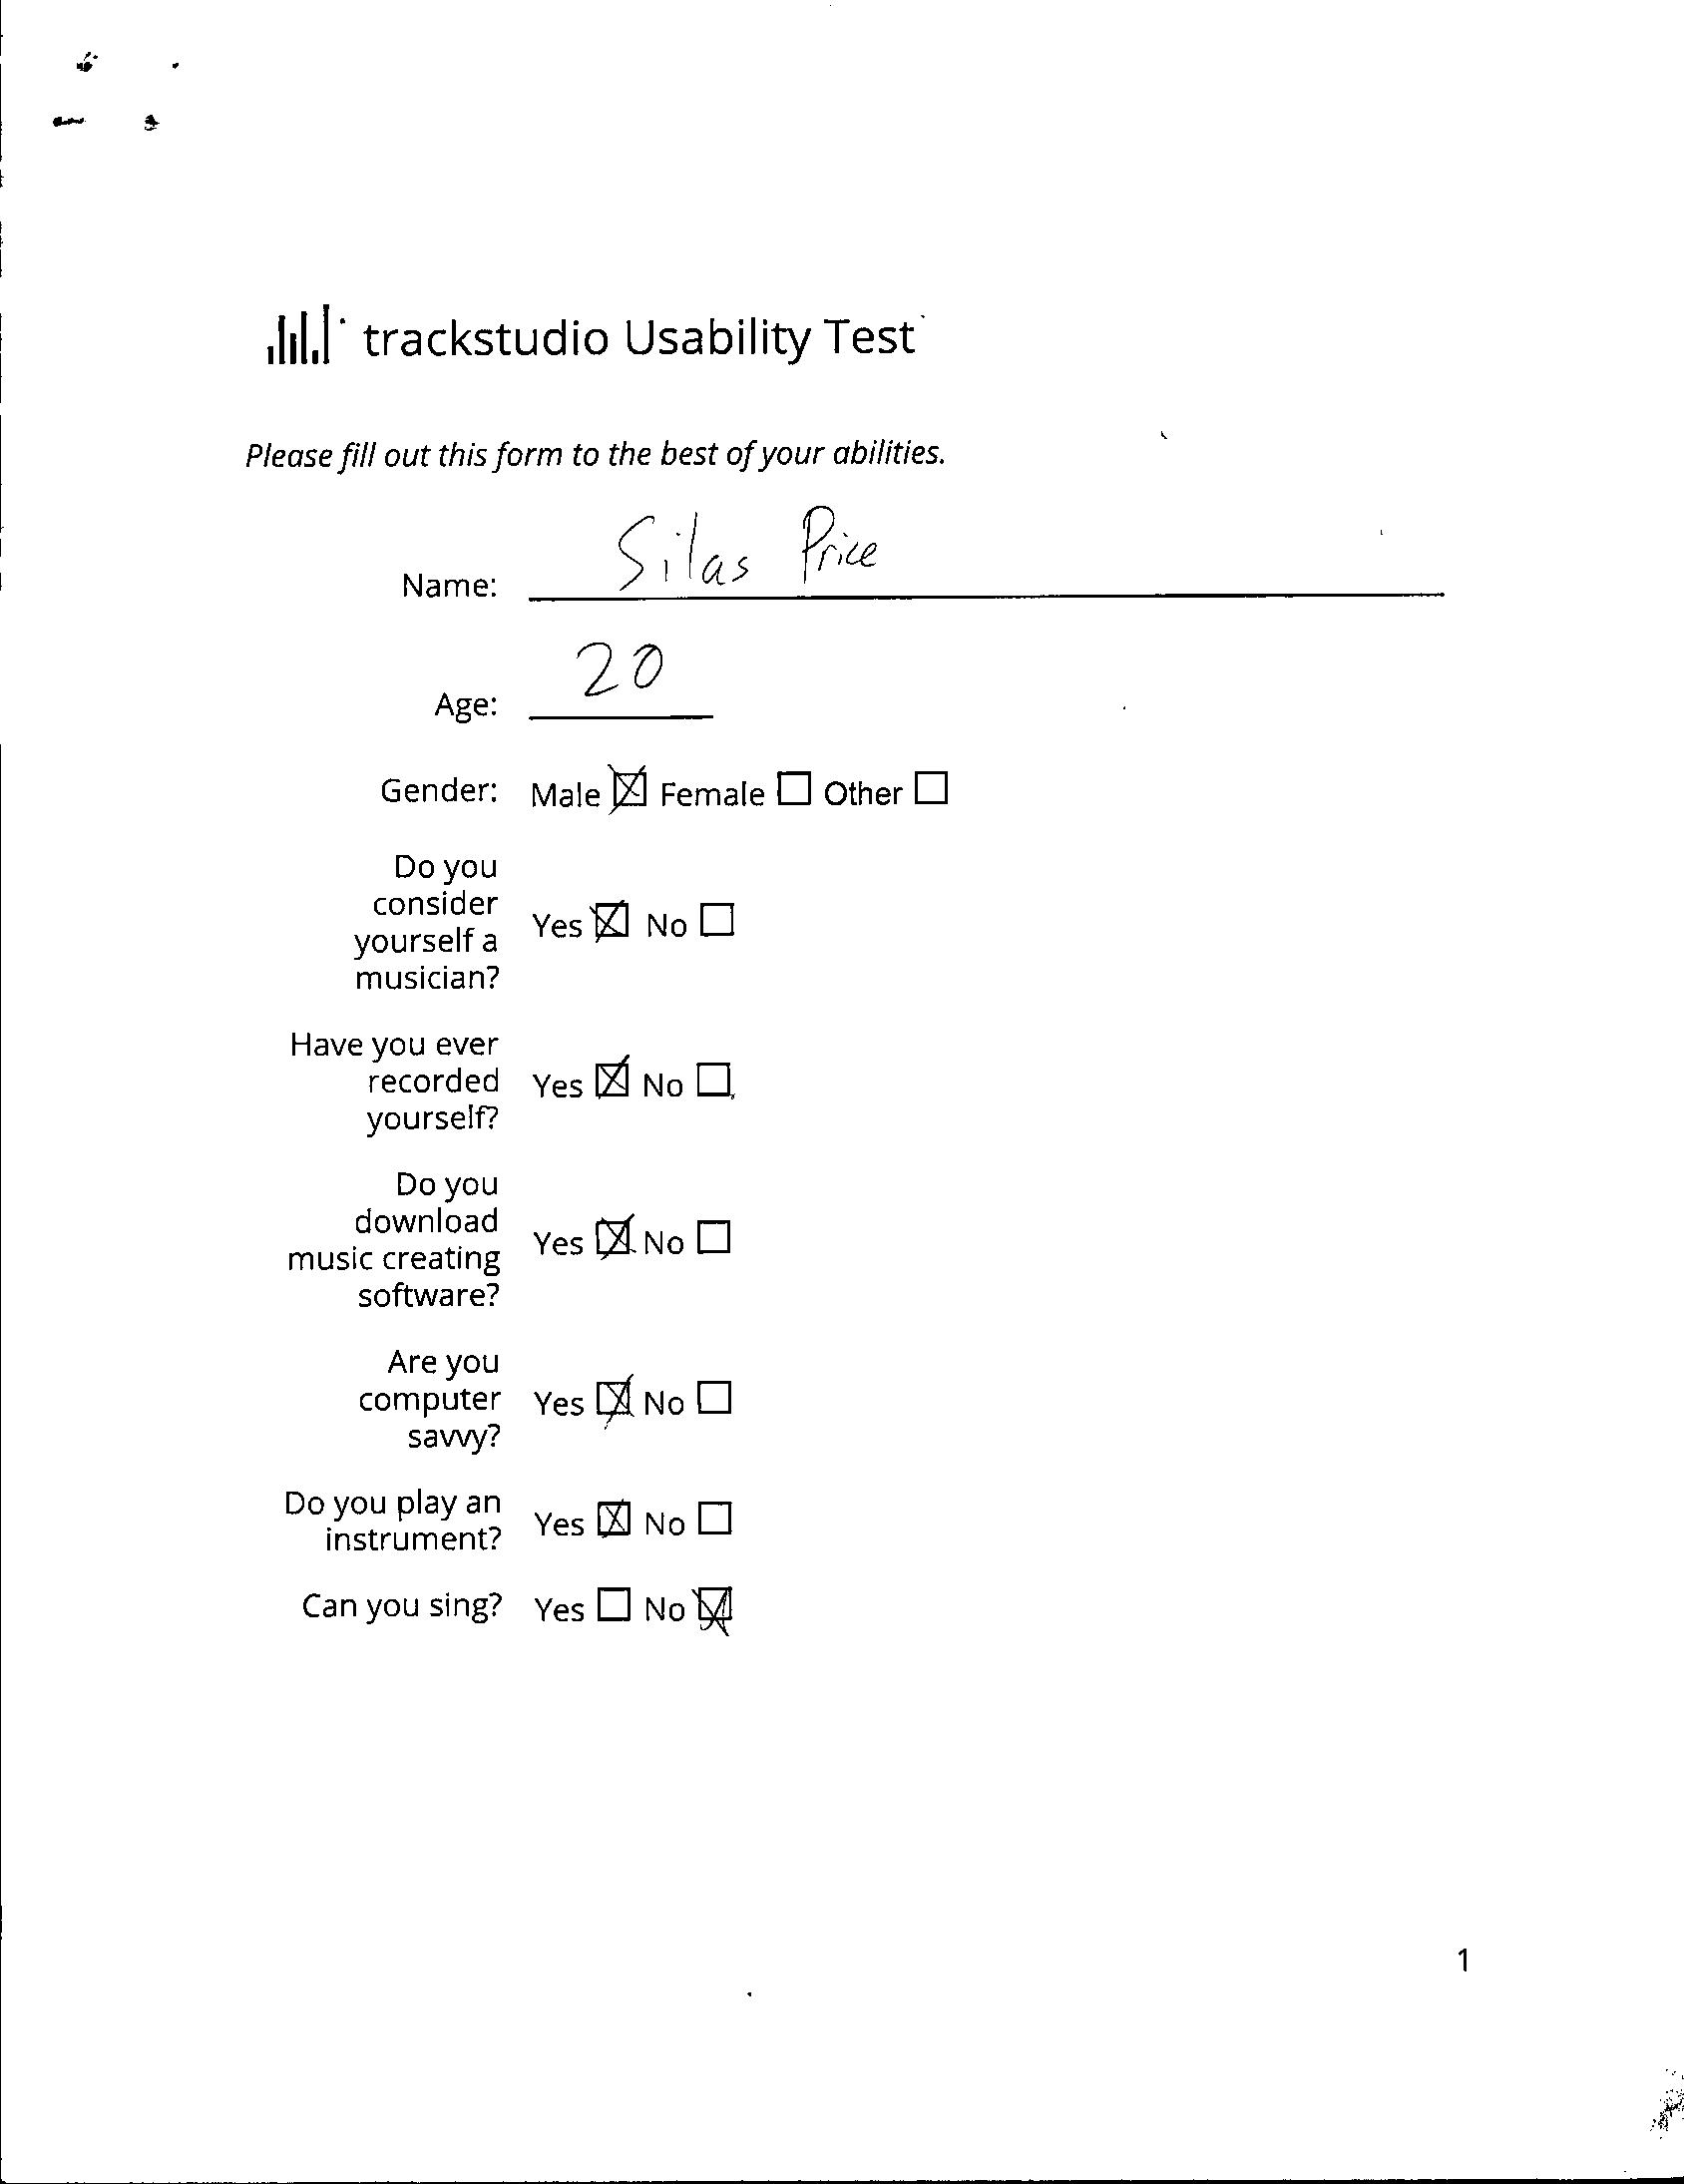 trackstudio Usability Test
Please fill out this form to the best of your abilities.
Name: Silas Price
Age: 20
Gender: Male ☒ Female ☐ Other ☐
Do you
consider
yourself a
musician?
Yes ☒ No ☐
Have you ever
recorded
yourself?
Yes ☒ No ☐
Do you
download
music creating
software?
Yes ☒ No ☐
Are you
computer
savvy?
Yes ☒ No ☐
Do you play an
instrument?
Yes ☒ No ☐
Can you sing? Yes ☐ No ☒
1